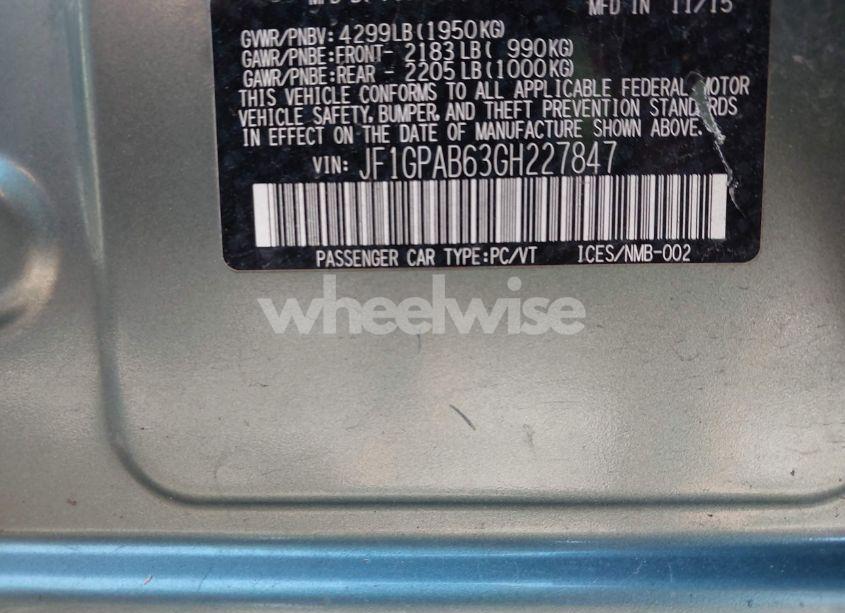 MFD IN 11/15
GVWR/PNBV: 4299LB(1950KG)
GAWR/PNBE:FRONT- 2183LB( 990KG)
GAWR/PNBE:REAR - 2205LB(1000KG)
THIS VEHICLE CONFORMS TO ALL APPLICABLE FEDERAL MOTOR
VEHICLE SAFETY, BUMPER, AND THEFT PREVENTION STANDARDS
IN EFFECT ON THE DATE OF MANUFACTURE SHOWN ABOVE.
VIN: JF1GPAB63GH227847
PASSENGER CAR TYPE:PC/VT ICES/NMB-002
wheelwise